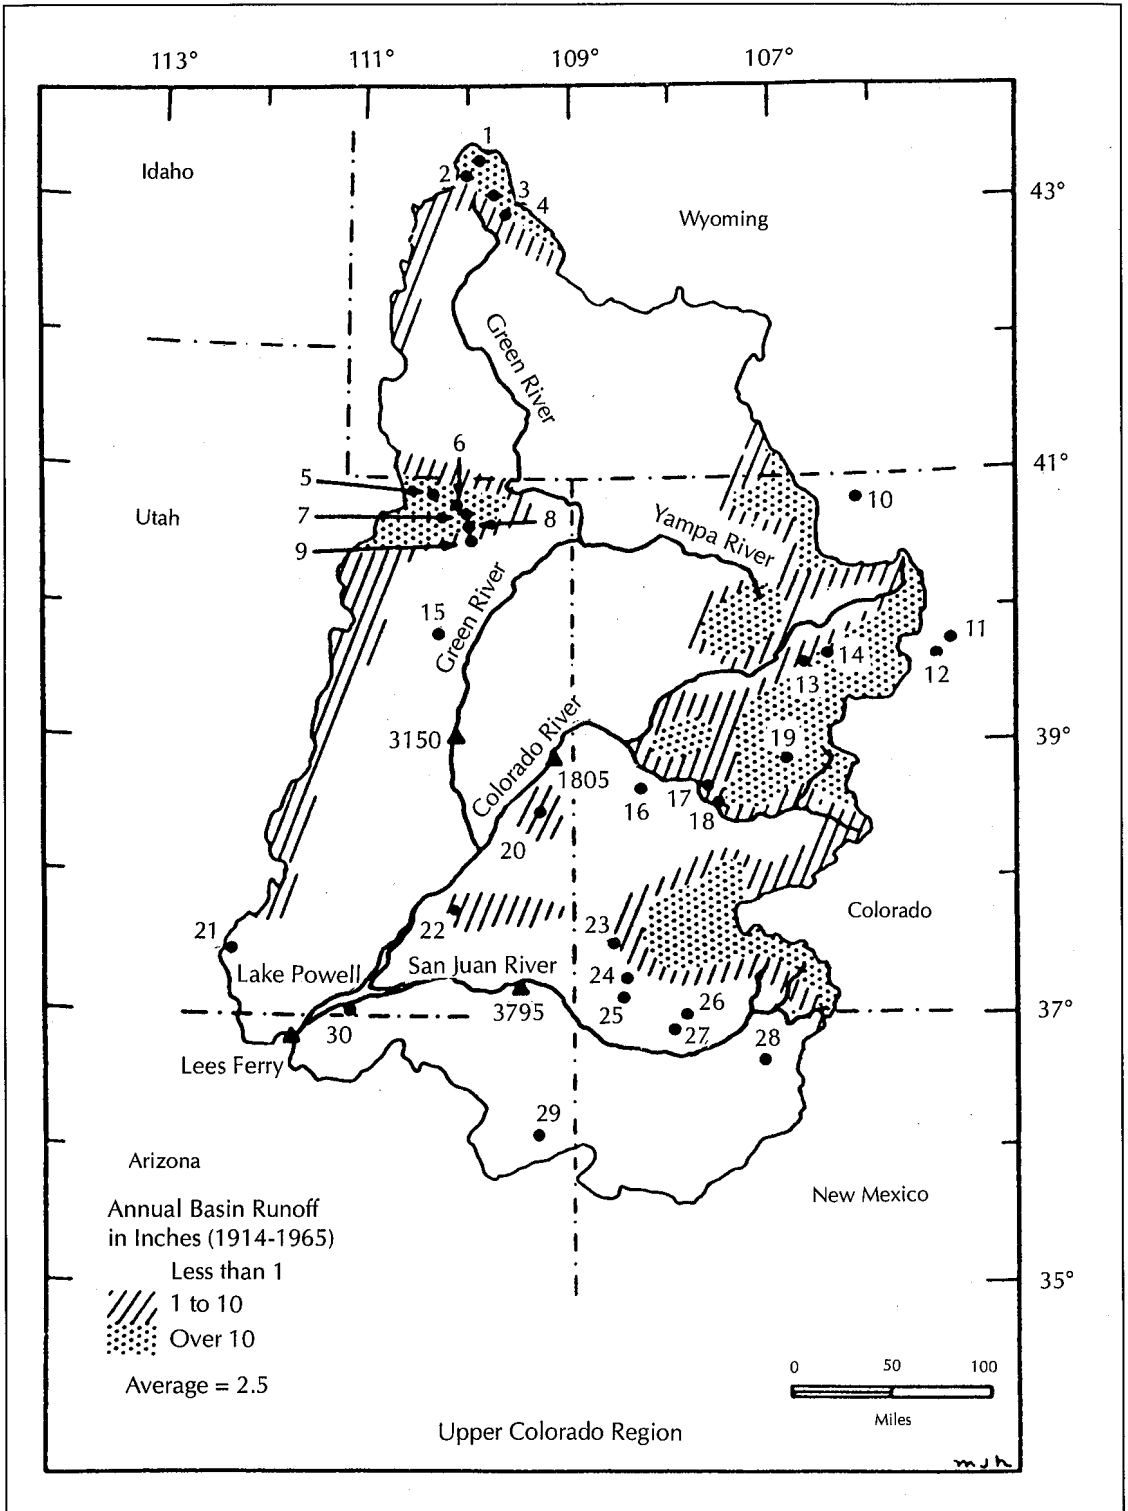 113°
111°
109°
107°
1
Idaho
2
43°
3
4
Wyoming
Green River
6
41°
5
10
Utah
7
8
Yampa River
9
Green River
15
11
14
12
13
3150
39°
19
Colorado River
1805
16
17
18
20
Colorado
21
22
23
Lake Powell
San Juan River
24
37°
3795
25
26
30
27
28
Lees Ferry
29
Arizona
New Mexico
Annual Basin Runoff
in Inches (1914-1965)
Less than 1
35°
1 to 10
Over 10
0 50 100
Average = 2.5
Miles
Upper Colorado Region
msh